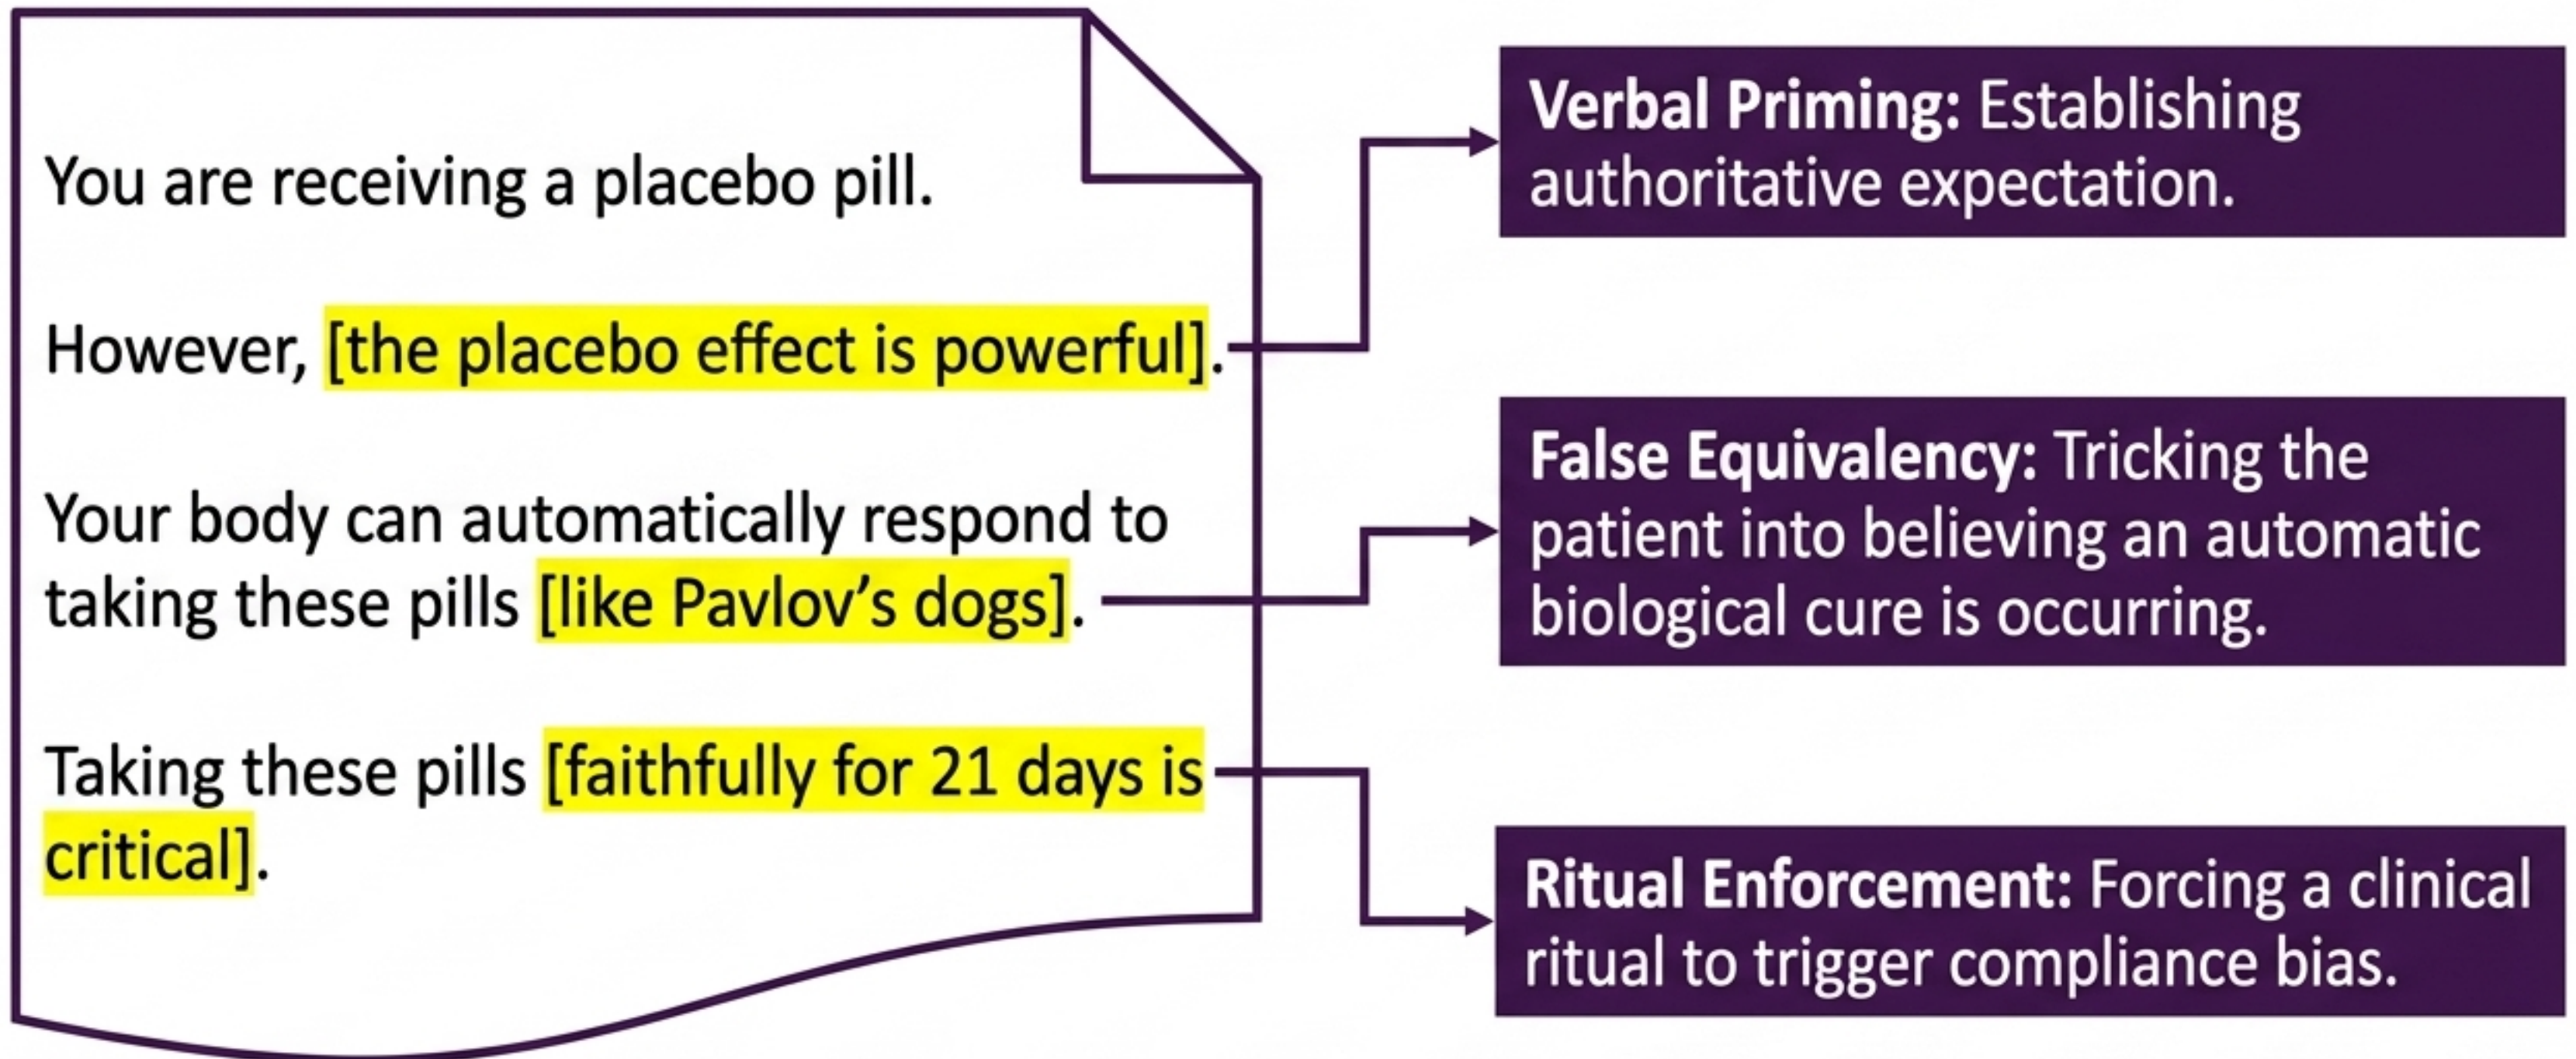 You are receiving a placebo pill.
However, [the placebo effect is powerful].
Your body can automatically respond to
taking these pills [like Pavlov’s dogs].
Taking these pills [faithfully for 21 days is
critical].
Verbal Priming: Establishing
authoritative expectation.
False Equivalency: Tricking the
patient into believing an automatic
biological cure is occurring.
Ritual Enforcement: Forcing a clinical
ritual to trigger compliance bias.